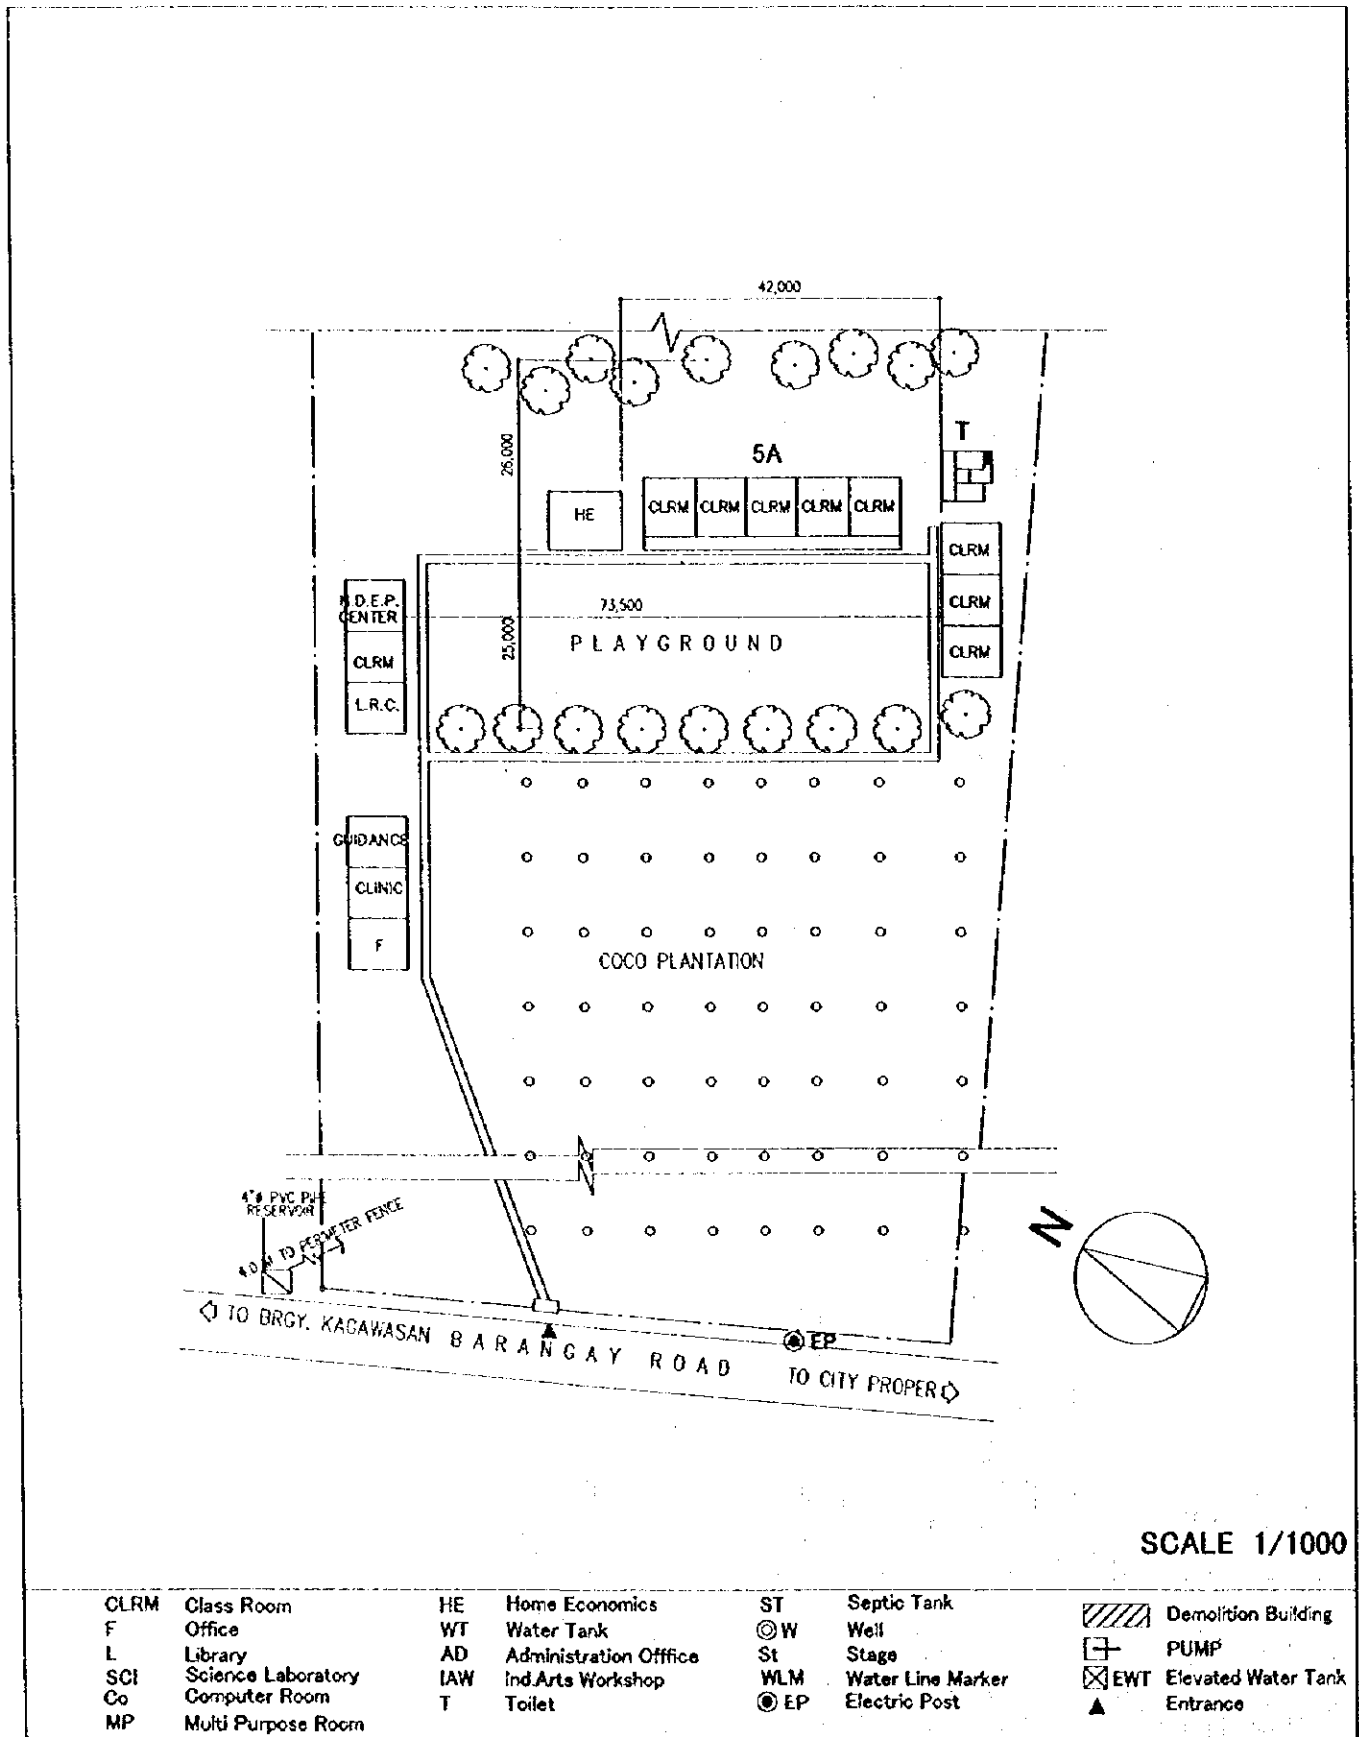 42,000
26,000
5A
T
HE
CLRM CLRM CLRM CLRM CLRM
CLRM
CLRM
CLRM
N.D.E.P.
CENTER
CLRM
L.R.C.
73,500
25,000
PLAYGROUND
GUIDANCE
CLINIC
F
COCO PLANTATION
4"ø PVC PIPE
RESERVOIR
TO PERIMETER FENCE
N
TO BRGY. KAGAWASAN
BARANGAY ROAD
EP
TO CITY PROPER
SCALE 1/1000
CLRM Class Room
F Office
L Library
SCI Science Laboratory
Co Computer Room
MP Multi Purpose Room
HE Home Economics
WT Water Tank
AD Administration Offfice
IAW Ind.Arts Workshop
T Toilet
ST Septic Tank
W Well
St Stage
WLM Water Line Marker
EP Electric Post
Demolition Building
PUMP
EWT Elevated Water Tank
Entrance